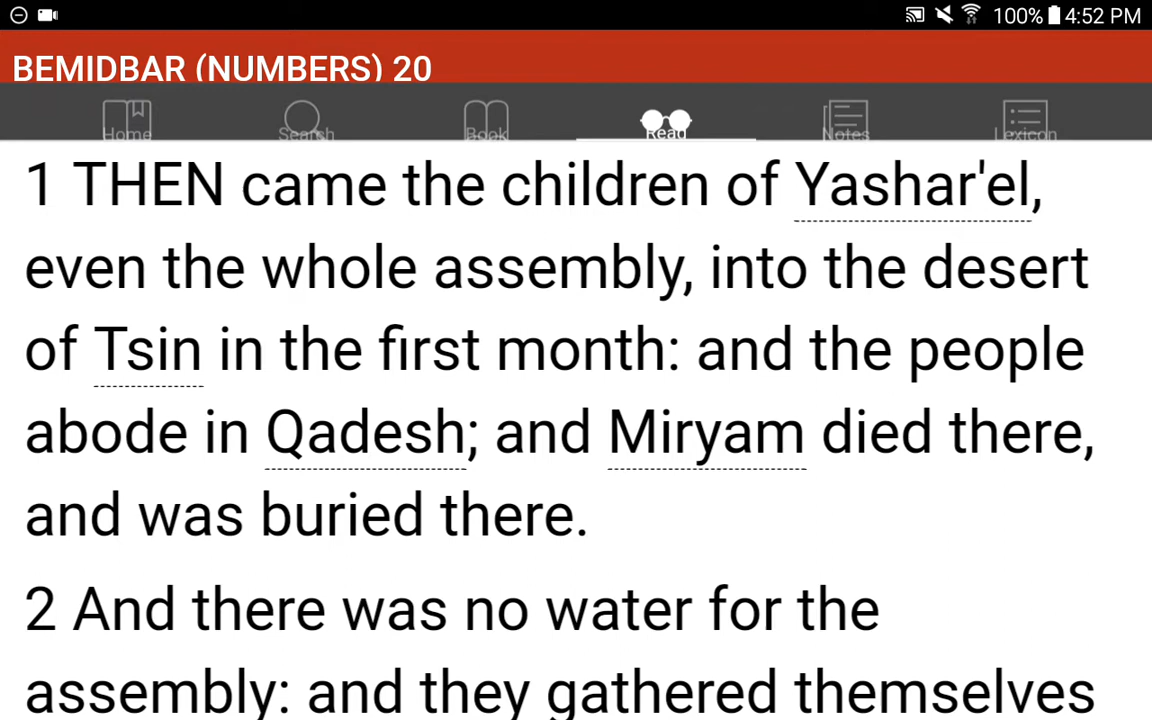 100% 4:52 PM
BEMIDBAR (NUMBERS) 20
Home Search Book Read Notes Lexicon
1 THEN came the children of Yashar'el,
even the whole assembly, into the desert
of Tsin in the first month: and the people
abode in Qadesh; and Miryam died there,
and was buried there.
2 And there was no water for the
assembly: and they gathered themselves